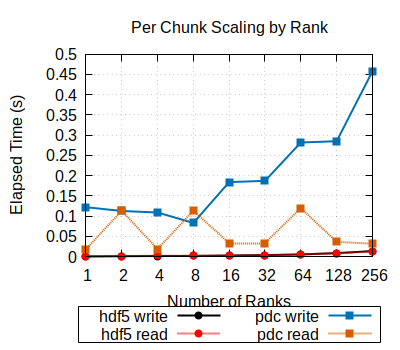 Per Chunk Scaling by Rank
0.5
0.45
0.4
0.35
0.3
0.25
0.2
0.15
0.1
0.05
0
Elapsed Time (s)
1 2 4 8 16 32 64 128 256
Number of Ranks
hdf5 write pdc write
hdf5 read pdc read